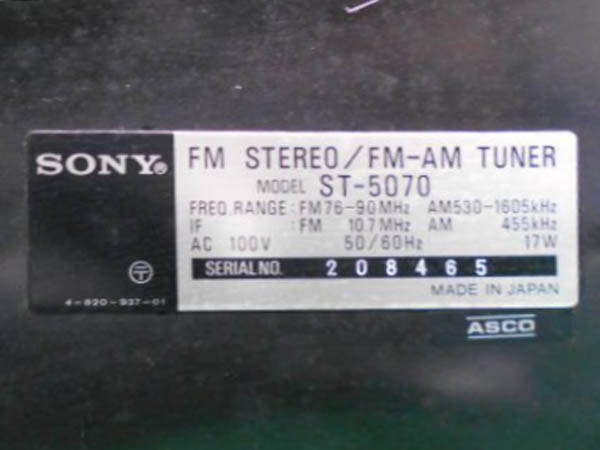 SONY®
FM STEREO/FM-AM TUNER
MODEL ST-5070
FREQ.RANGE : FM76-90MHz AM530-1605kHz
IF : FM 10.7MHz AM 455kHz
AC 100V 50/60Hz 17W
SERIAL NO. 208465
MADE IN JAPAN
4-820-937-01
ASCO